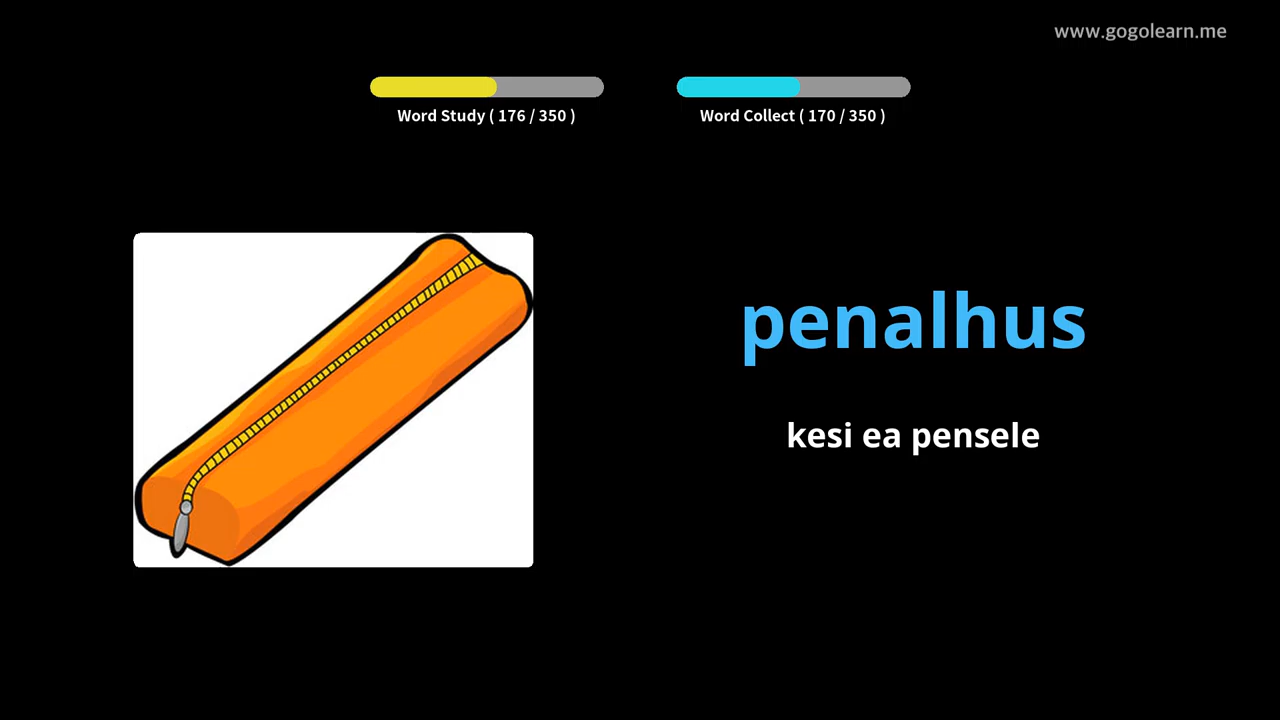 www.gogolearn.me
Word Study ( 176 / 350 )
Word Collect ( 170 / 350 )
penalhus
kesi ea pensele